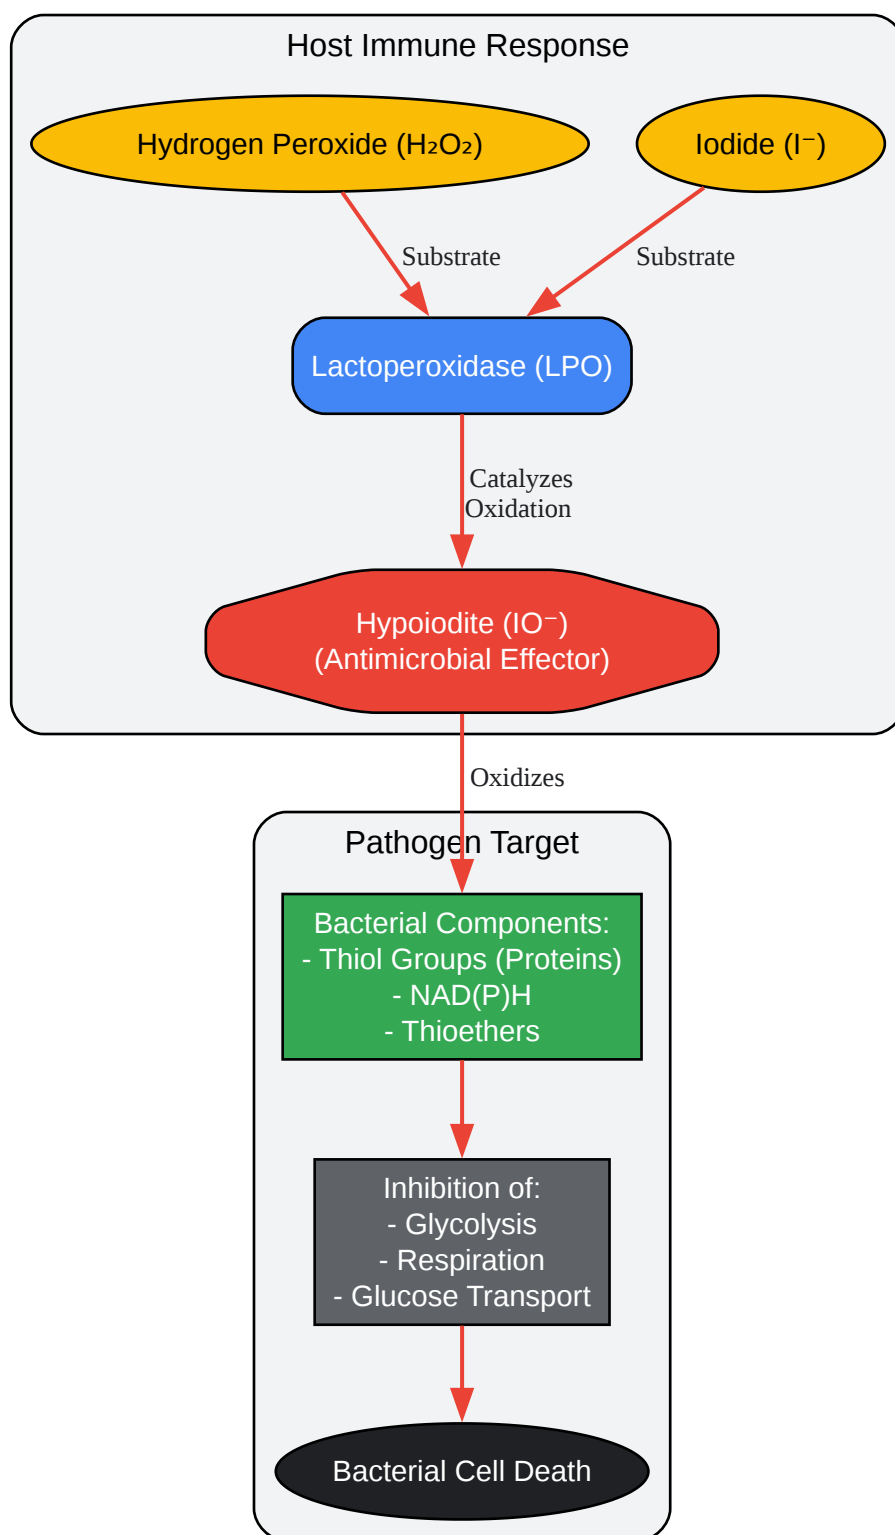 Host Immune Response
Hydrogen Peroxide (H₂O₂)
Iodide (I⁻)
Substrate
Substrate
Lactoperoxidase (LPO)
Catalyzes
Oxidation
Hypoiodite (IO⁻)
(Antimicrobial Effector)
Oxidizes
Pathogen Target
Bacterial Components:
- Thiol Groups (Proteins)
- NAD(P)H
- Thioethers
Inhibition of:
- Glycolysis
- Respiration
- Glucose Transport
Bacterial Cell Death